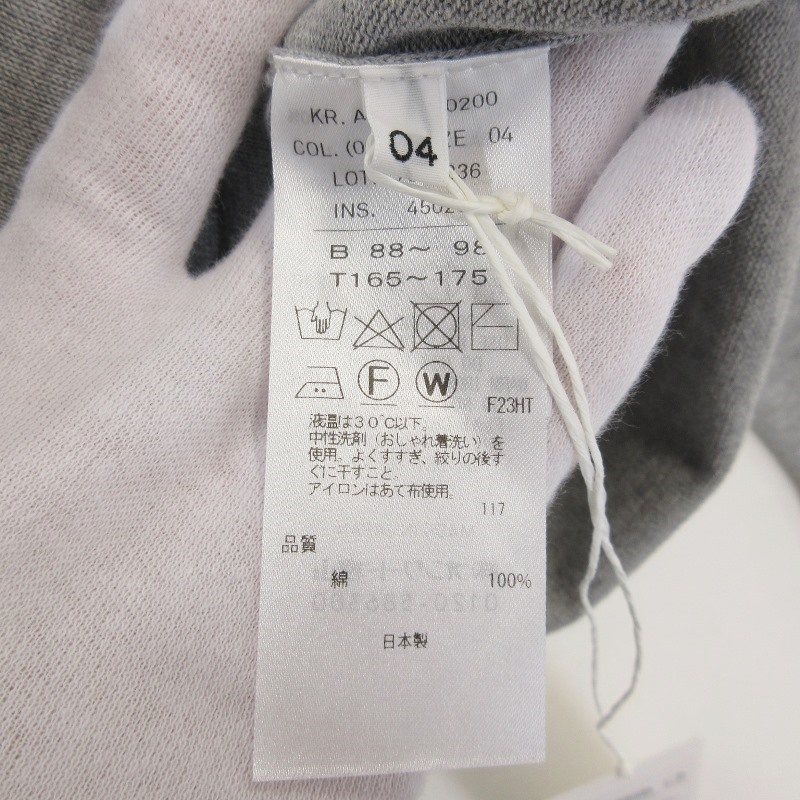 KR. A 0200
04
COL. (0 ZE 04
LOT. 036
INS. 4502
B 88～ 98
T165～175
F W
F23HT
液温は30℃以下。
中性洗剤（おしゃれ着洗い）を
使用。よくすすぎ、絞りの後す
ぐに干すこと。
アイロンはあて布使用。
117
品質
綿 100%
日本製